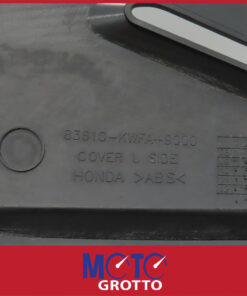 83610-KWFA-9000
COVER L SIDE
HONDA >ABS<
MOTO
GROTTO